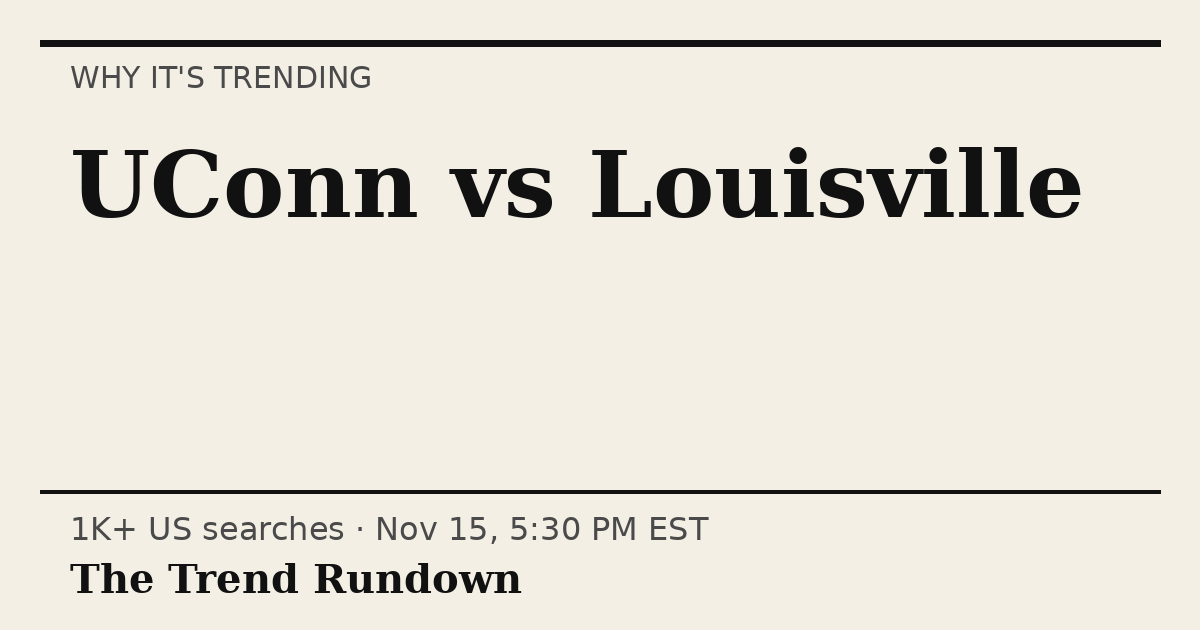 WHY IT'S TRENDING
UConn vs Louisville
1K+ US searches · Nov 15, 5:30 PM EST
The Trend Rundown